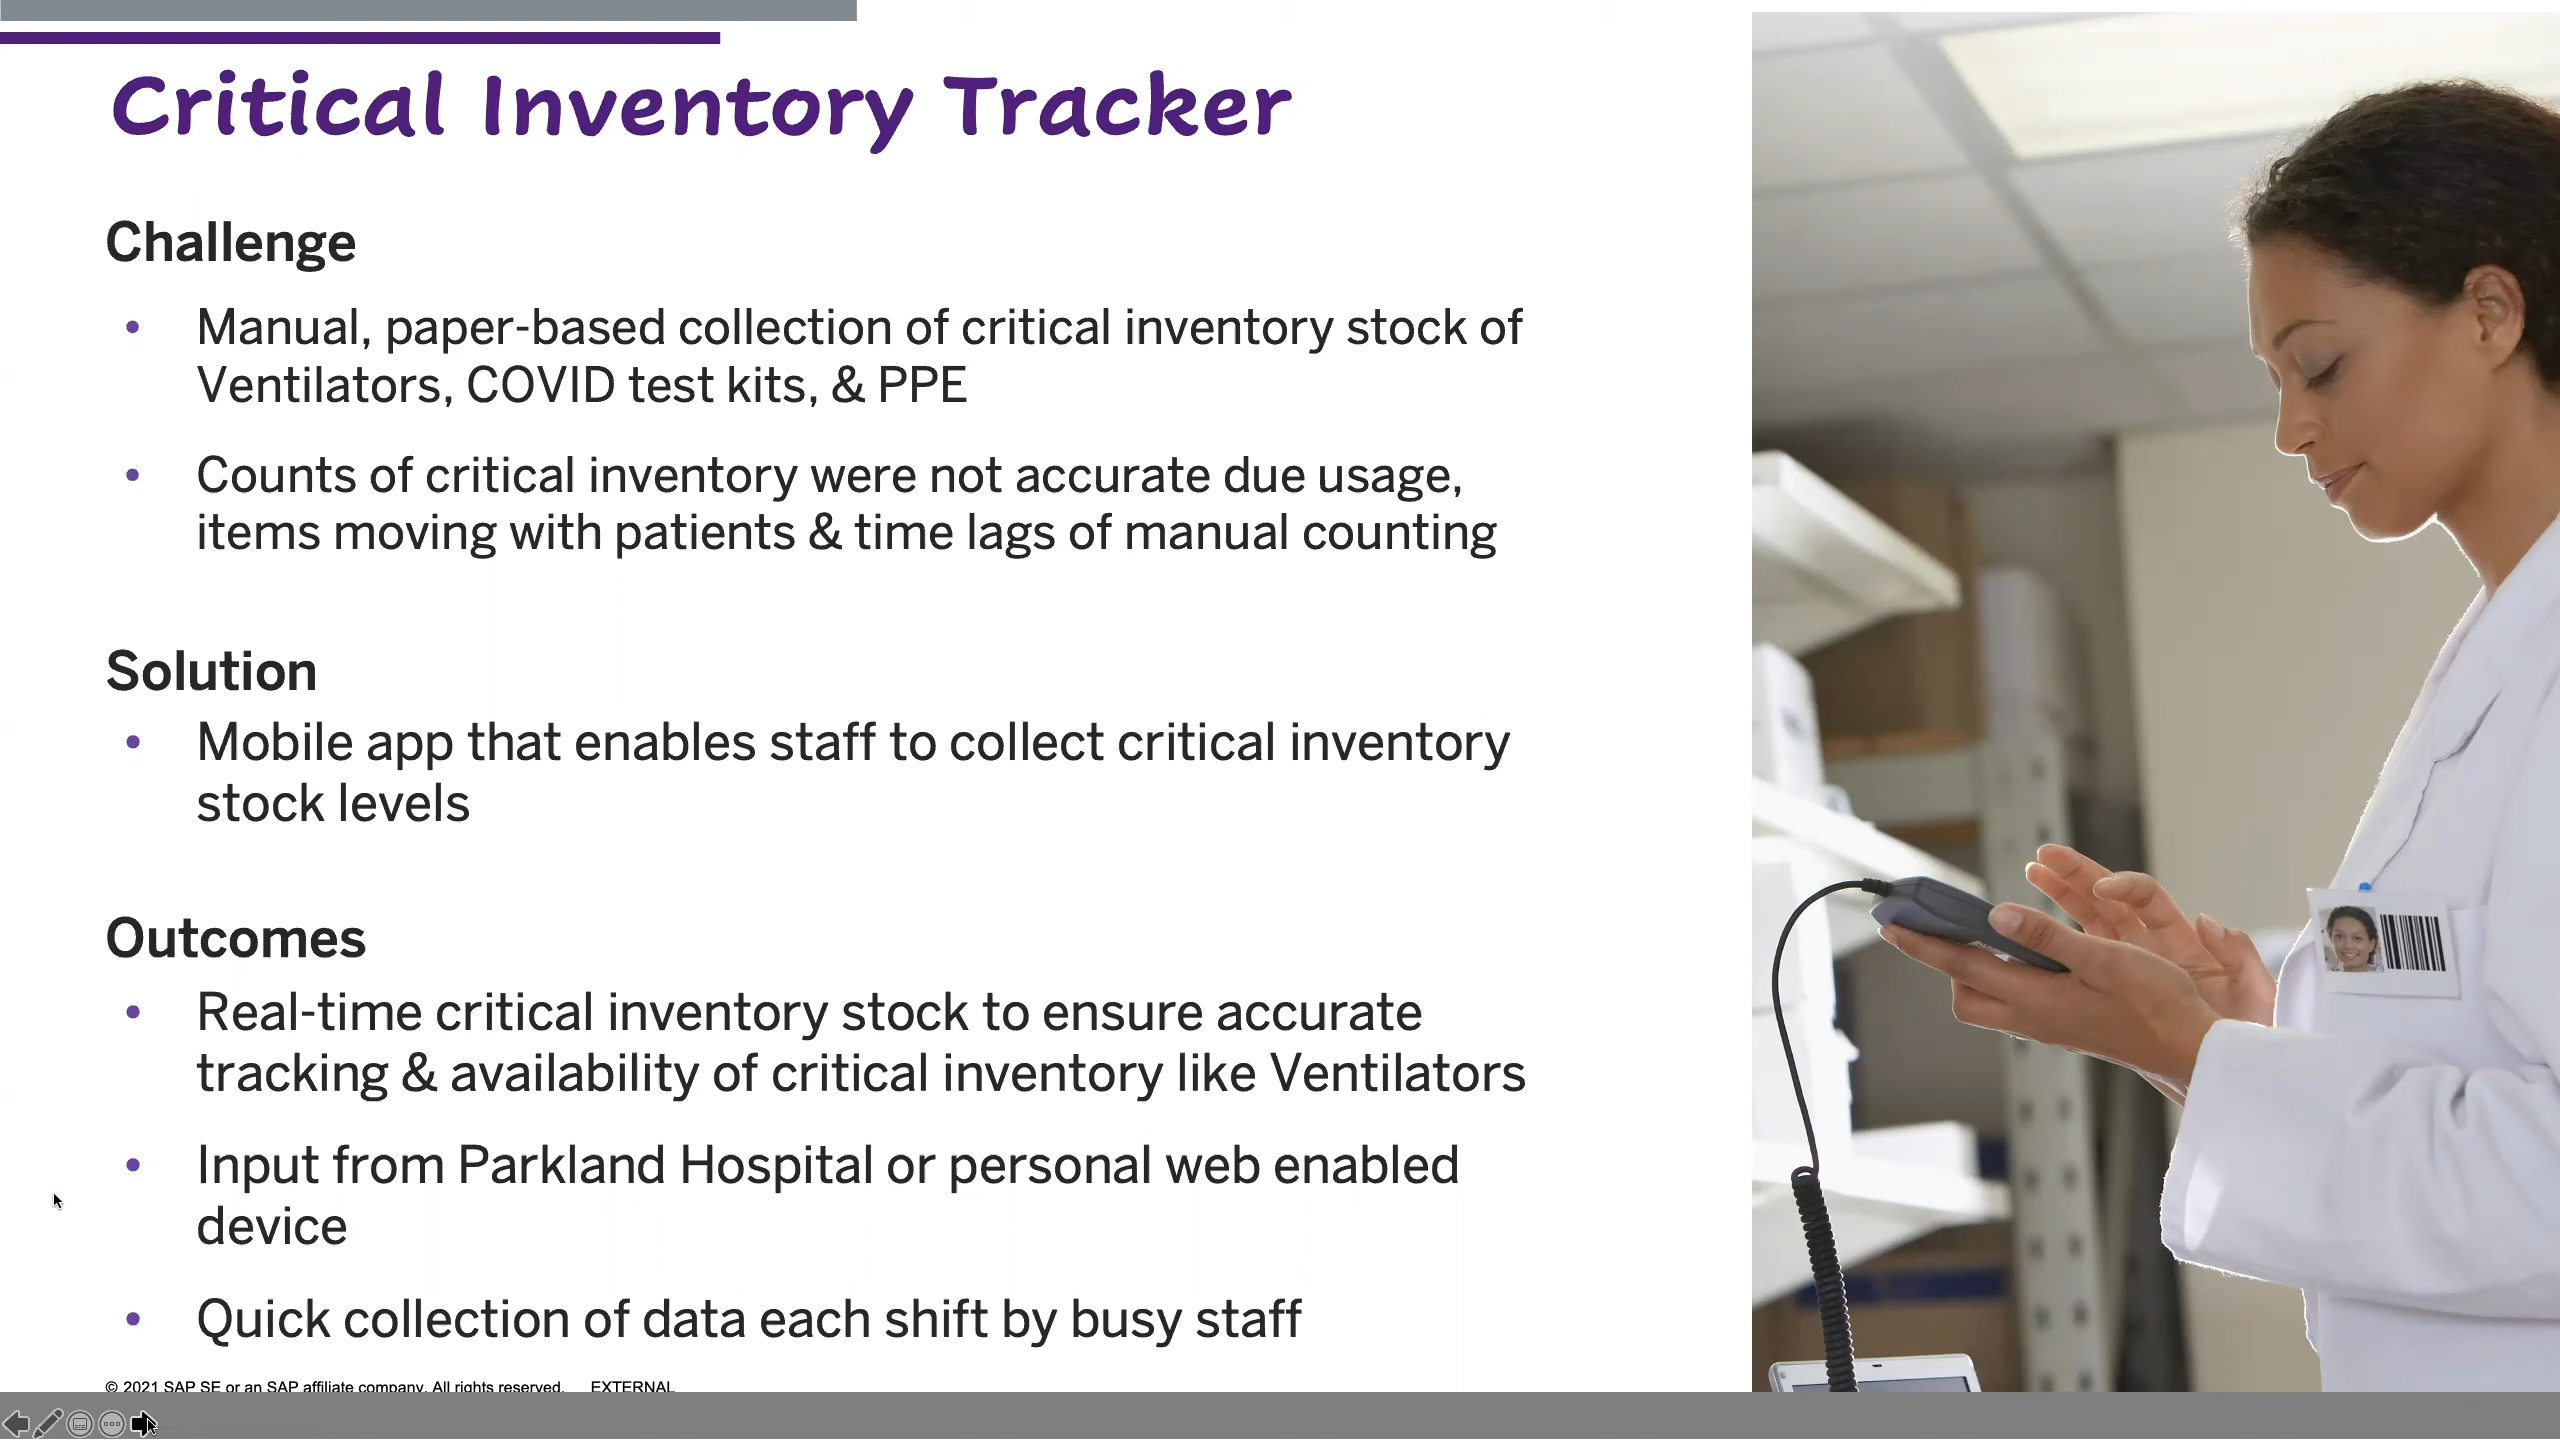 Critical Inventory Tracker
Challenge
• Manual, paper-based collection of critical inventory stock of
Ventilators, COVID test kits, & PPE
• Counts of critical inventory were not accurate due usage,
items moving with patients & time lags of manual counting
Solution
• Mobile app that enables staff to collect critical inventory
stock levels
Outcomes
• Real-time critical inventory stock to ensure accurate
tracking & availability of critical inventory like Ventilators
• Input from Parkland Hospital or personal web enabled
device
• Quick collection of data each shift by busy staff
© 2021 SAP SE or an SAP affiliate company. All rights reserved. EXTERNAL